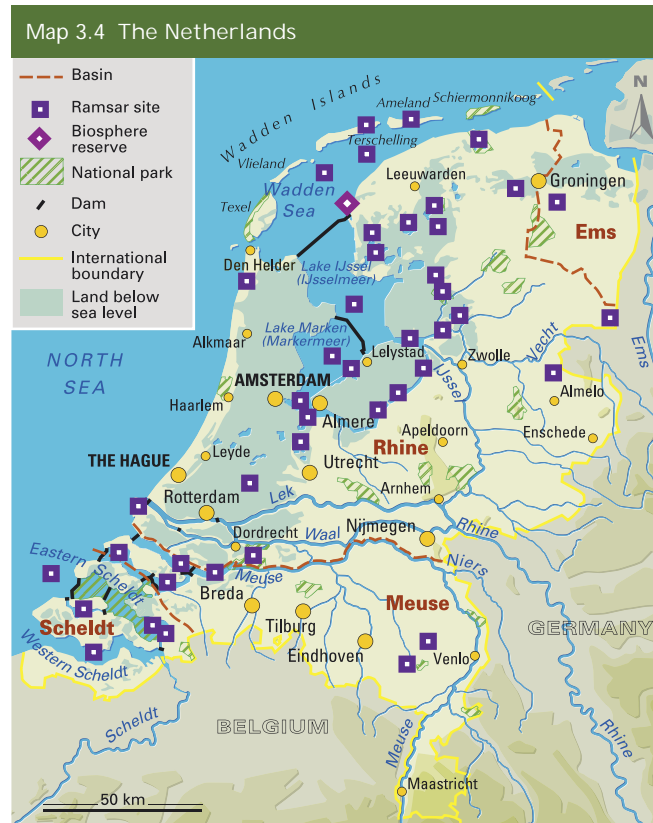 Map 3.4 The Netherlands
Basin
Ramsar site
Biosphere
reserve
National park
Dam
City
International
boundary
Land below
sea level
N
Wadden Islands
Schiermonnikoog
Ameland
Terschelling
Vlieland
Texel
Wadden
Sea
Leeuwarden
Groningen
Ems
Den Helder
Lake IJssel
(IJsselmeer)
Lake Marken
(Markermeer)
Alkmaar
NORTH
SEA
Lelystad
Zwolle
Vecht
Ems
IJssel
AMSTERDAM
Haarlem
Almere
Almelo
Enschede
Apeldoorn
Rhine
Leyde
THE HAGUE
Utrecht
Arnhem
Rotterdam
Lek
Dordrecht
Waal
Nijmegen
Rhine
Niers
Eastern Scheldt
Meuse
Breda
Meuse
Tilburg
Scheldt
Eindhoven
Venlo
GERMANY
Western Scheldt
Scheldt
BELGIUM
Meuse
Rhine
Maastricht
50 km